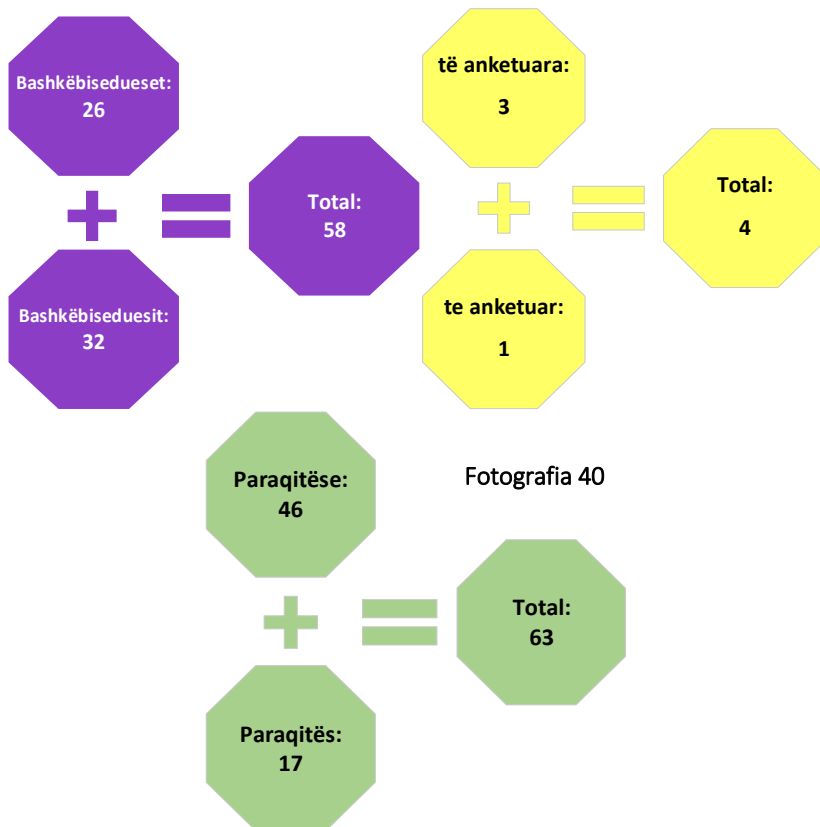 Bashkëbisedueset:
26
Bashkëbiseduesit:
32
Total:
58
të anketuara:
3
te anketuar:
1
Total:
4
Paraqitëse:
46
Fotografia 40
Paraqitës:
17
Total:
63